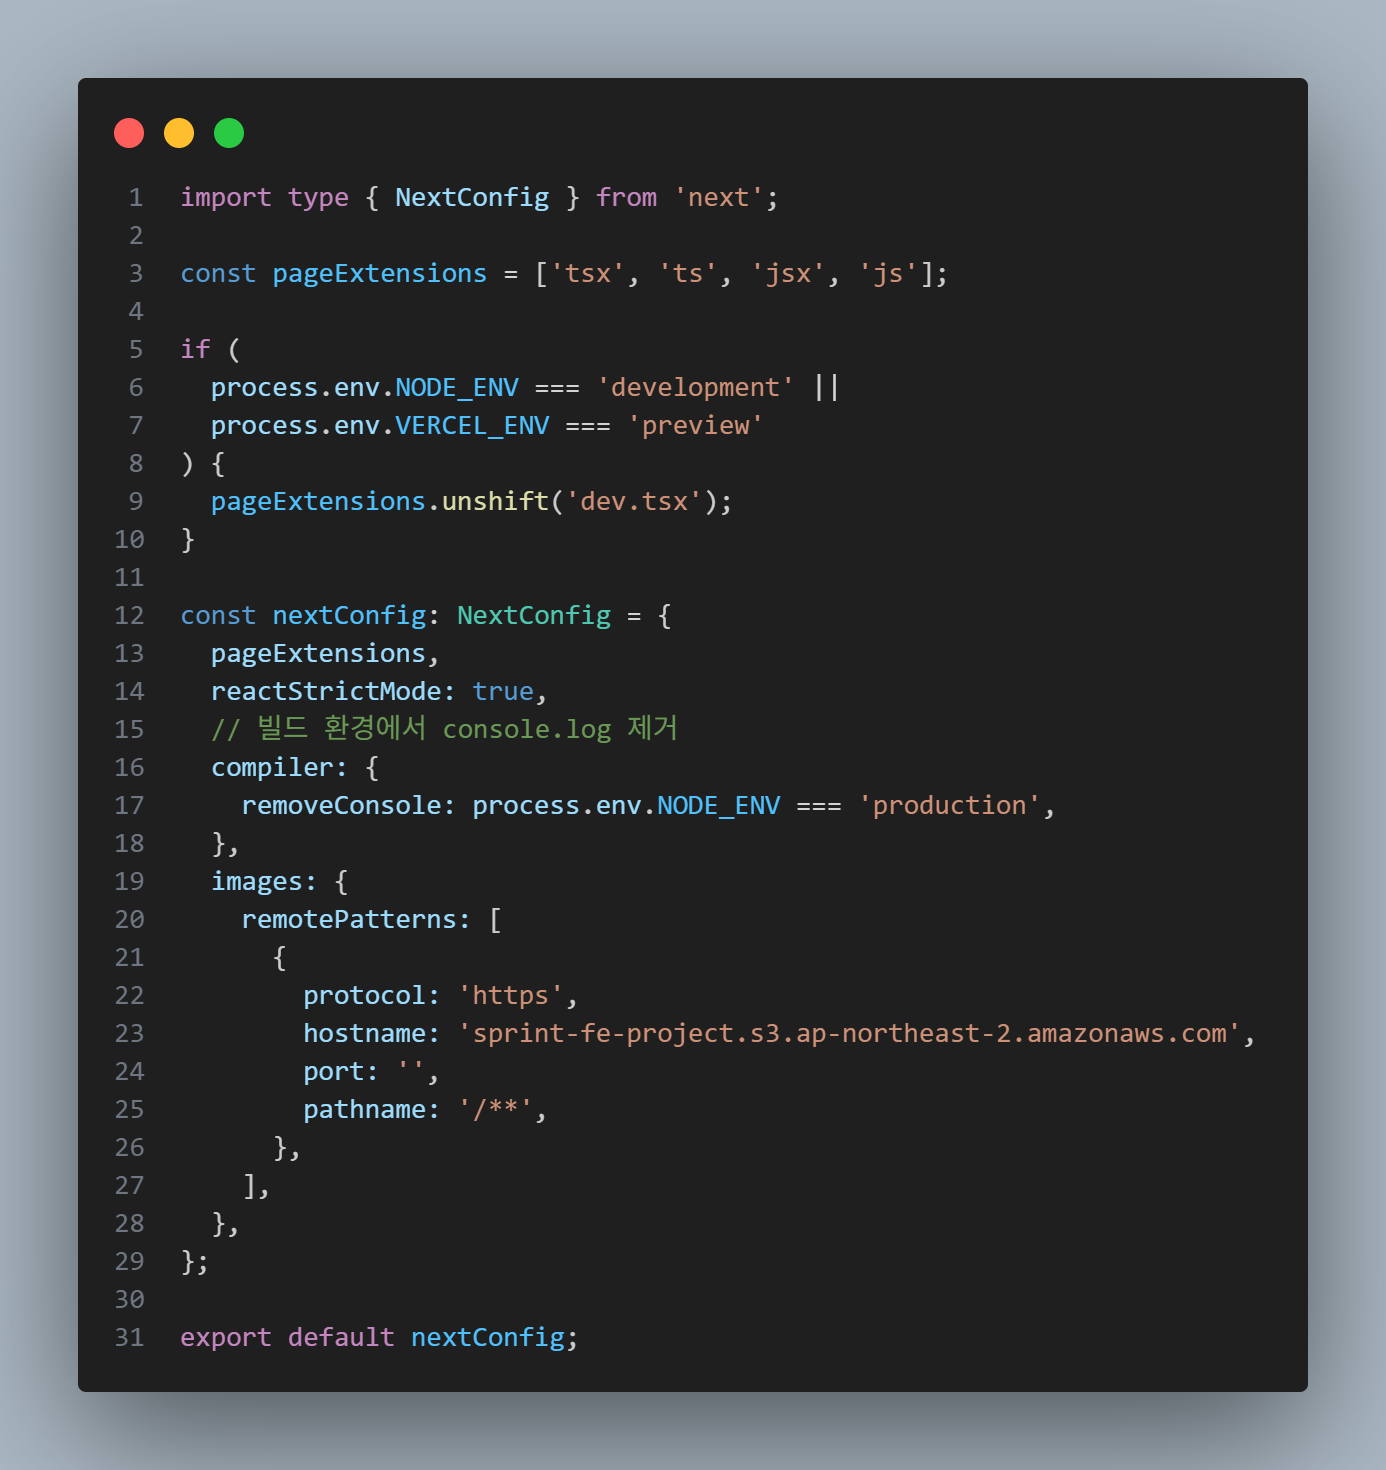 1 import type { NextConfig } from 'next';
2
3 const pageExtensions = ['tsx', 'ts', 'jsx', 'js'];
4
5 if (
6   process.env.NODE_ENV === 'development' ||
7   process.env.VERCEL_ENV === 'preview'
8 ) {
9   pageExtensions.unshift('dev.tsx');
10 }
11
12 const nextConfig: NextConfig = {
13   pageExtensions,
14   reactStrictMode: true,
15   // 빌드 환경에서 console.log 제거
16   compiler: {
17     removeConsole: process.env.NODE_ENV === 'production',
18   },
19   images: {
20     remotePatterns: [
21       {
22         protocol: 'https',
23         hostname: 'sprint-fe-project.s3.ap-northeast-2.amazonaws.com',
24         port: '',
25         pathname: '/**',
26       },
27     ],
28   },
29 };
30
31 export default nextConfig;